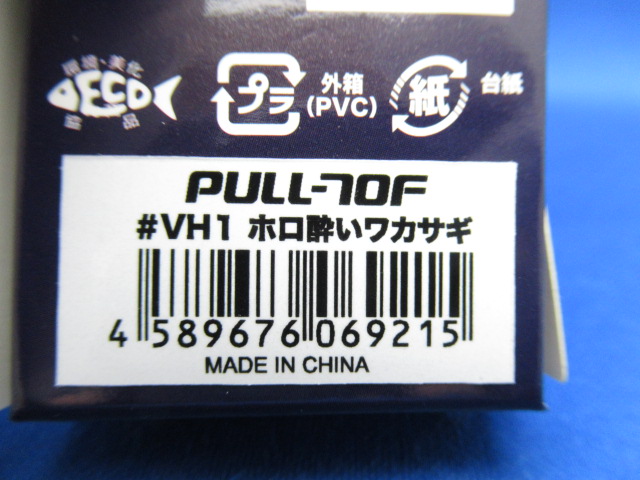 環境・美化
ECO
品
プラ
外箱
(PVC)
紙
台紙
PULL-70F
#VH1 ホロ酔いワカサギ
4 589676 069215
MADE IN CHINA